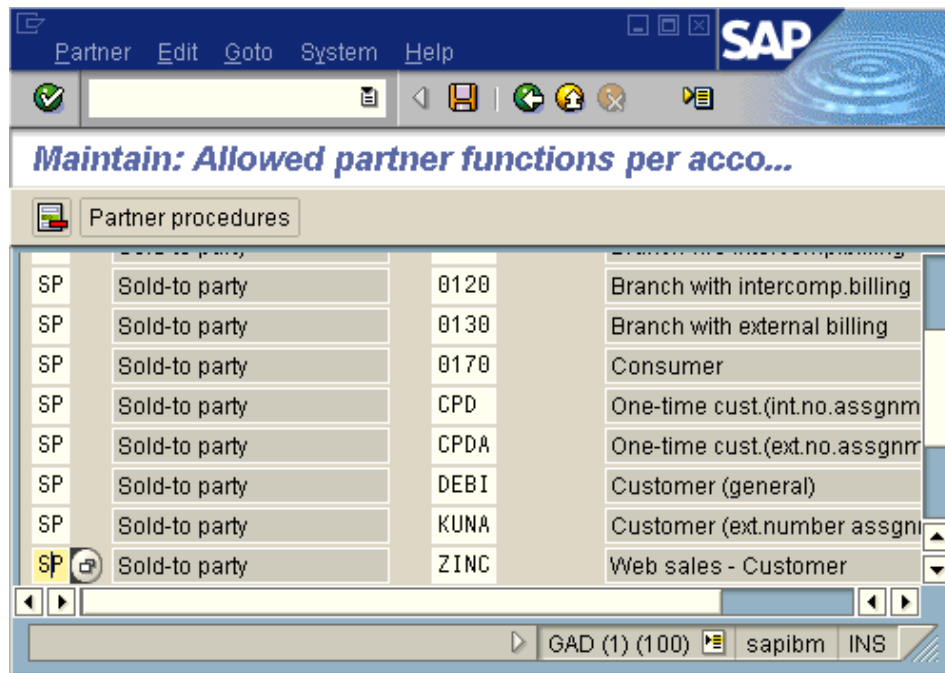 Partner Edit Goto System Help
SAP
Maintain: Allowed partner functions per acco...
Partner procedures
SP Sold-to party 0120 Branch with intercomp.billing
SP Sold-to party 0130 Branch with external billing
SP Sold-to party 0170 Consumer
SP Sold-to party CPD One-time cust.(int.no.assgnm
SP Sold-to party CPDA One-time cust.(ext.no.assgnm
SP Sold-to party DEBI Customer (general)
SP Sold-to party KUNA Customer (ext.number assgn
SP Sold-to party ZINC Web sales - Customer
GAD (1) (100) sapibm INS